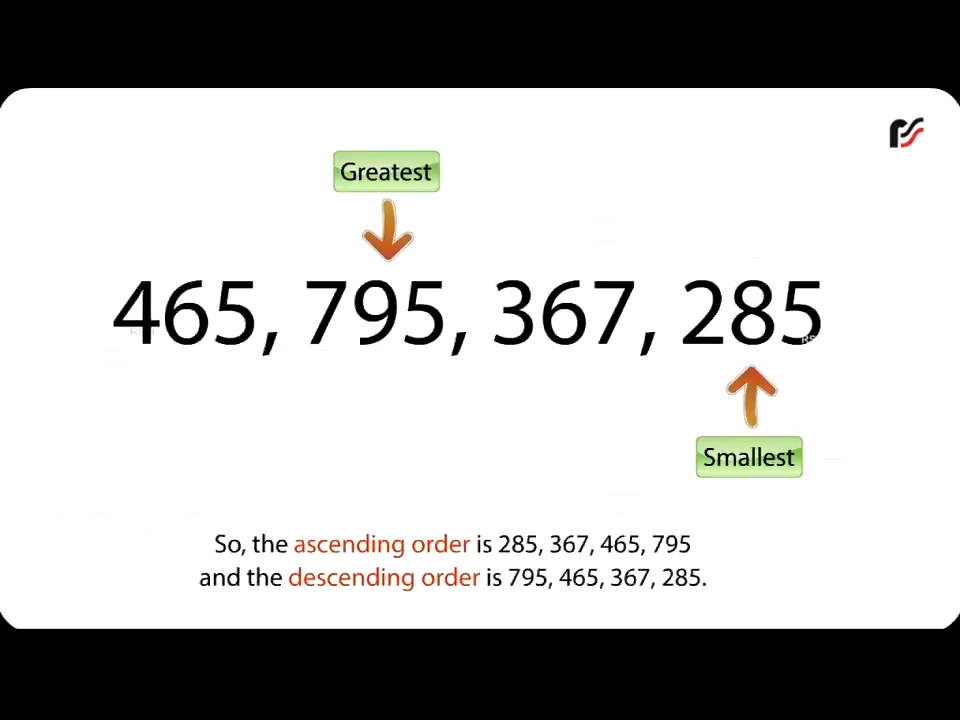 Greatest
465, 795, 367, 285
Smallest
So, the ascending order is 285, 367, 465, 795
and the descending order is 795, 465, 367, 285.